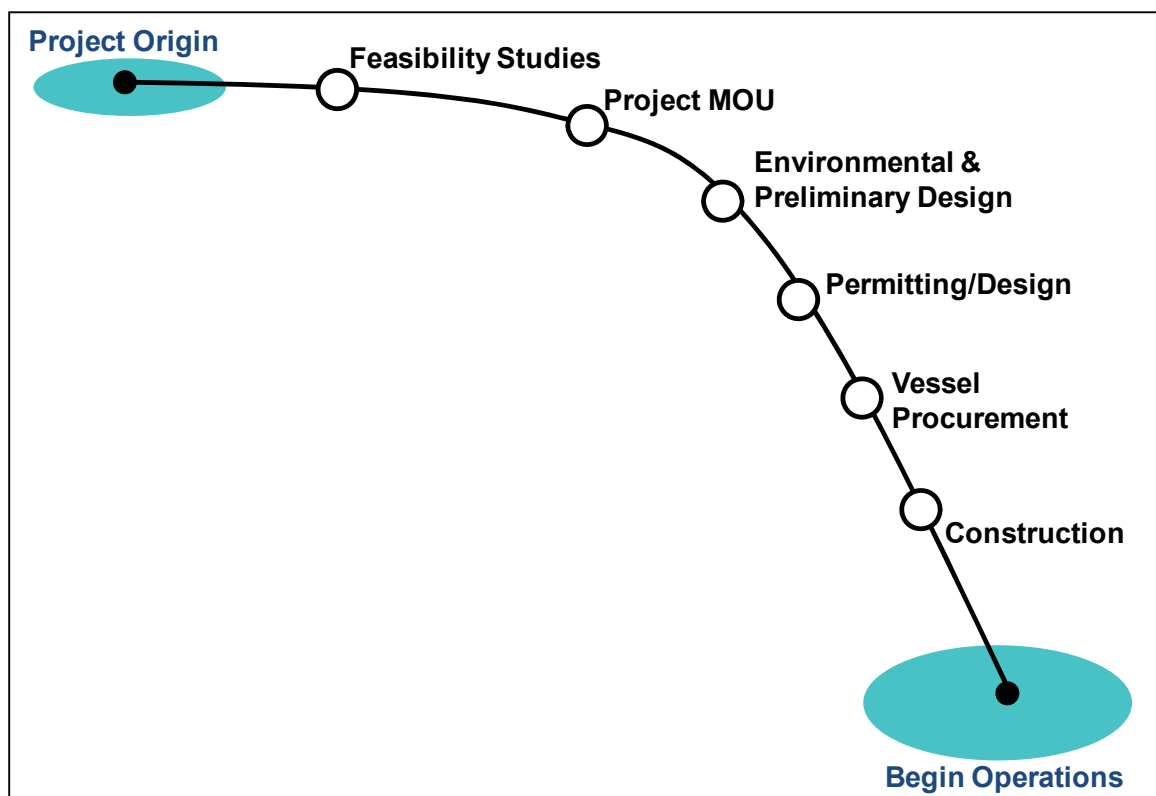 Project Origin
Feasibility Studies
Project MOU
Environmental &
Preliminary Design
Permitting/Design
Vessel
Procurement
Construction
Begin Operations